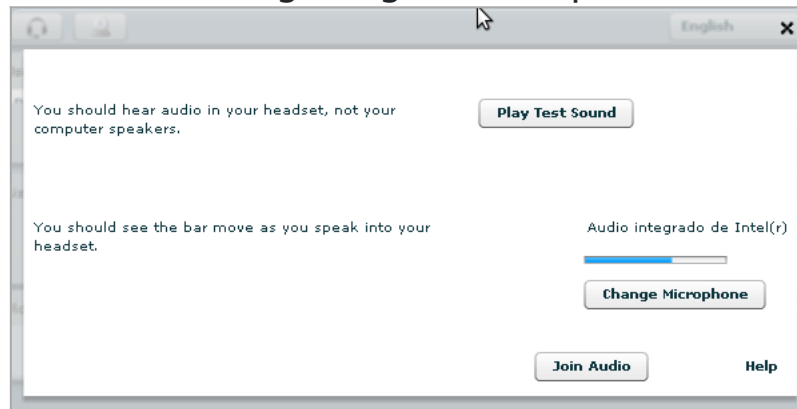 English
You should hear audio in your headset, not your
computer speakers.
Play Test Sound
You should see the bar move as you speak into your
headset.
Audio integrado de Intel(r)
Change Microphone
Join Audio
Help